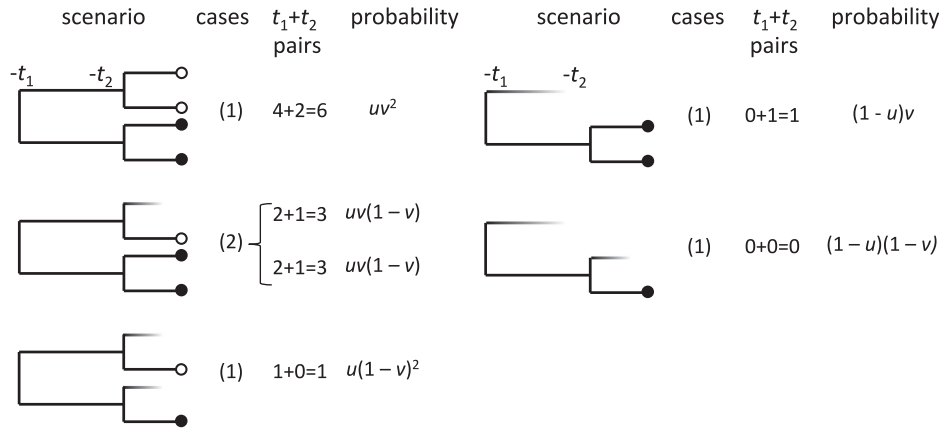 scenario cases t₁+t₂ pairs probability
-t₁ -t₂
(1) 4+2=6 uv²
(2) 2+1=3 uv(1 – v)
2+1=3 uv(1 – v)
(1) 1+0=1 u(1 – v)²
scenario cases t₁+t₂ pairs probability
-t₁ -t₂
(1) 0+1=1 (1 - u)v
(1) 0+0=0 (1 – u)(1 – v)